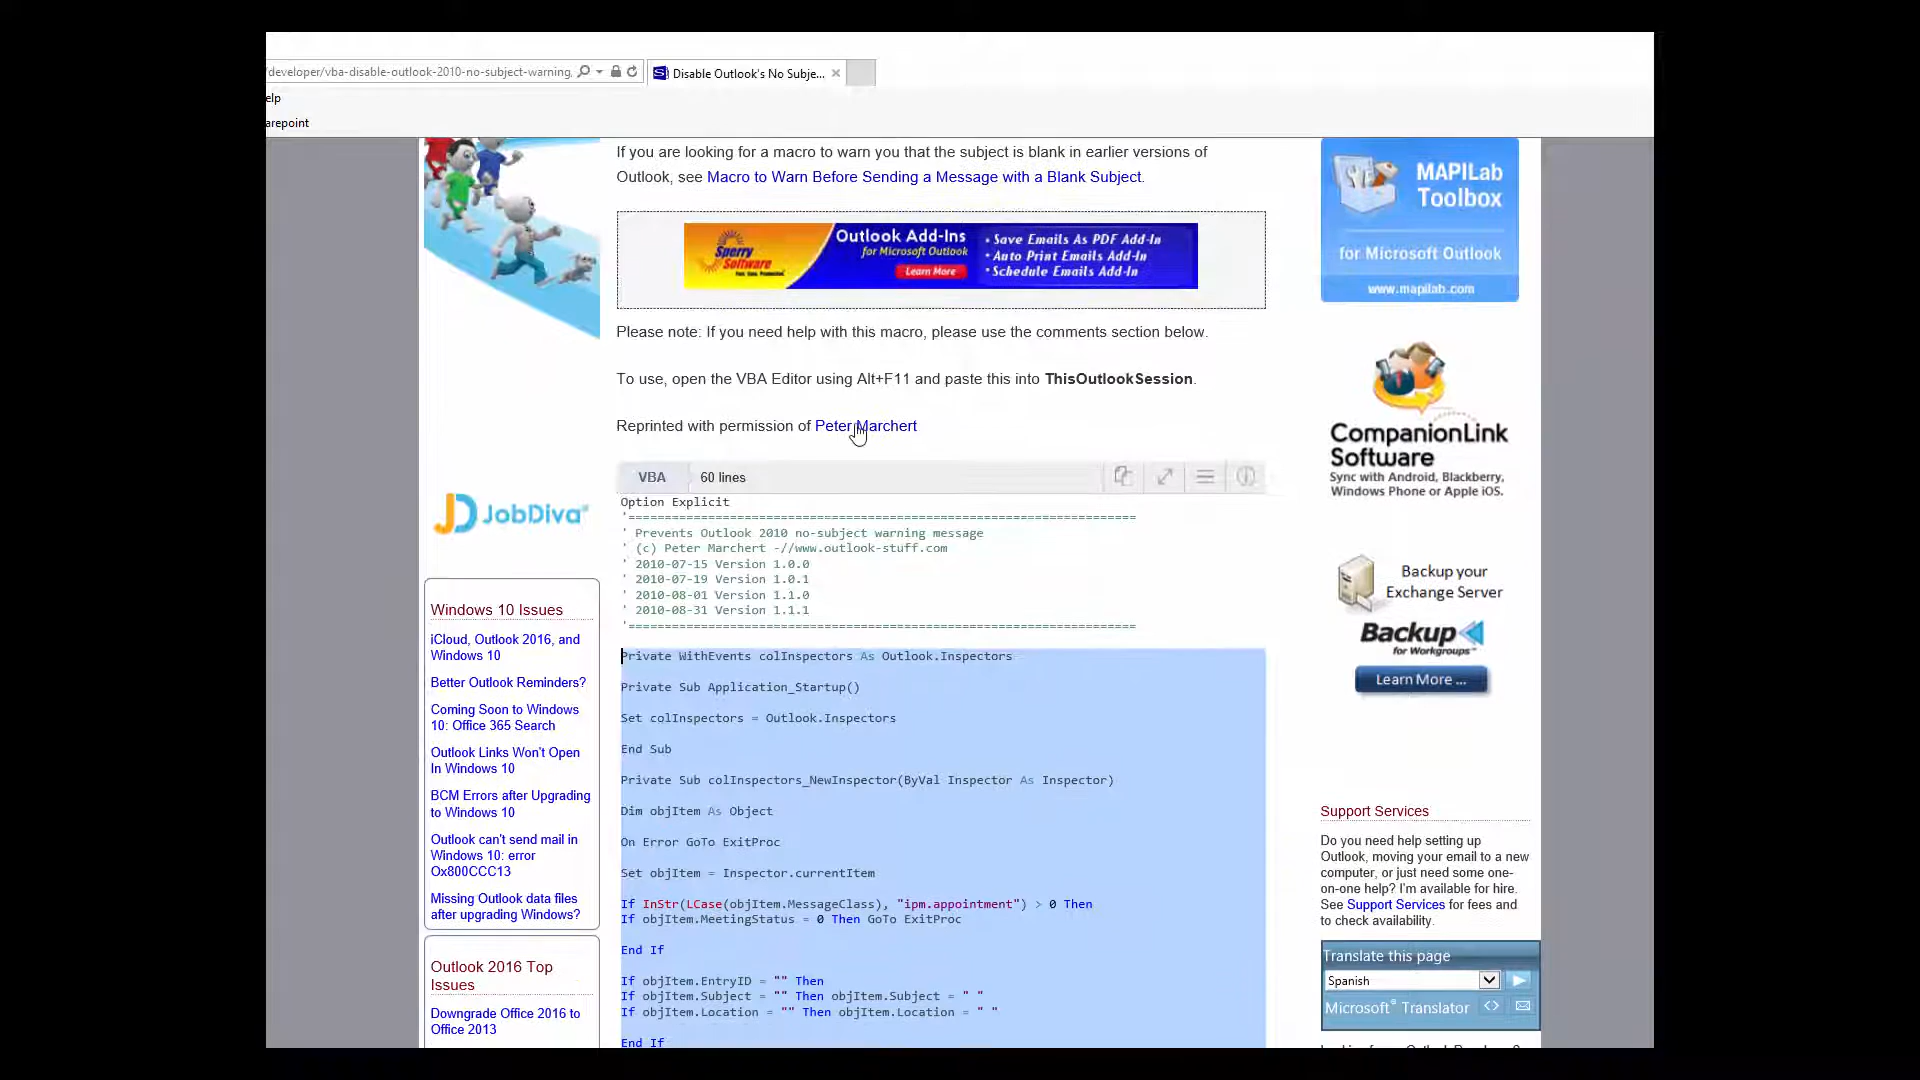 /developer/vba-disable-outlook-2010-no-subject-warning,
Disable Outlook's No Subje...
elp
arepoint
If you are looking for a macro to warn you that the subject is blank in earlier versions of
Outlook, see Macro to Warn Before Sending a Message with a Blank Subject.
Sperry Software
Outlook Add-Ins
for Microsoft Outlook
Learn More
• Save Emails As PDF Add-In
• Auto Print Emails Add-In
• Schedule Emails Add-In
Please note: If you need help with this macro, please use the comments section below.
To use, open the VBA Editor using Alt+F11 and paste this into ThisOutlookSession.
Reprinted with permission of Peter Marchert
VBA 60 lines
Option Explicit
'======================================================================
' Prevents Outlook 2010 no-subject warning message
' (c) Peter Marchert -//www.outlook-stuff.com
' 2010-07-15 Version 1.0.0
' 2010-07-19 Version 1.0.1
' 2010-08-01 Version 1.1.0
' 2010-08-31 Version 1.1.1
'======================================================================
Private WithEvents colInspectors As Outlook.Inspectors
Private Sub Application_Startup()
Set colInspectors = Outlook.Inspectors
End Sub
Private Sub colInspectors_NewInspector(ByVal Inspector As Inspector)
Dim objItem As Object
On Error GoTo ExitProc
Set objItem = Inspector.currentItem
If InStr(LCase(objItem.MessageClass), "ipm.appointment") > 0 Then
If objItem.MeetingStatus = 0 Then GoTo ExitProc
End If
If objItem.EntryID = "" Then
If objItem.Subject = "" Then objItem.Subject = " "
If objItem.Location = "" Then objItem.Location = " "
End If
JobDiva
Windows 10 Issues
iCloud, Outlook 2016, and
Windows 10
Better Outlook Reminders?
Coming Soon to Windows
10: Office 365 Search
Outlook Links Won't Open
In Windows 10
BCM Errors after Upgrading
to Windows 10
Outlook can't send mail in
Windows 10: error
Ox800CCC13
Missing Outlook data files
after upgrading Windows?
Outlook 2016 Top
Issues
Downgrade Office 2016 to
Office 2013
MAPILab
Toolbox
for Microsoft Outlook
www.mapilab.com
CompanionLink
Software
Sync with Android, Blackberry,
Windows Phone or Apple iOS.
Backup your
Exchange Server
Backup
for Workgroups
Learn More ...
Support Services
Do you need help setting up
Outlook, moving your email to a new
computer, or just need some one-
on-one help? I'm available for hire.
See Support Services for fees and
to check availability.
Translate this page
Spanish
Microsoft® Translator